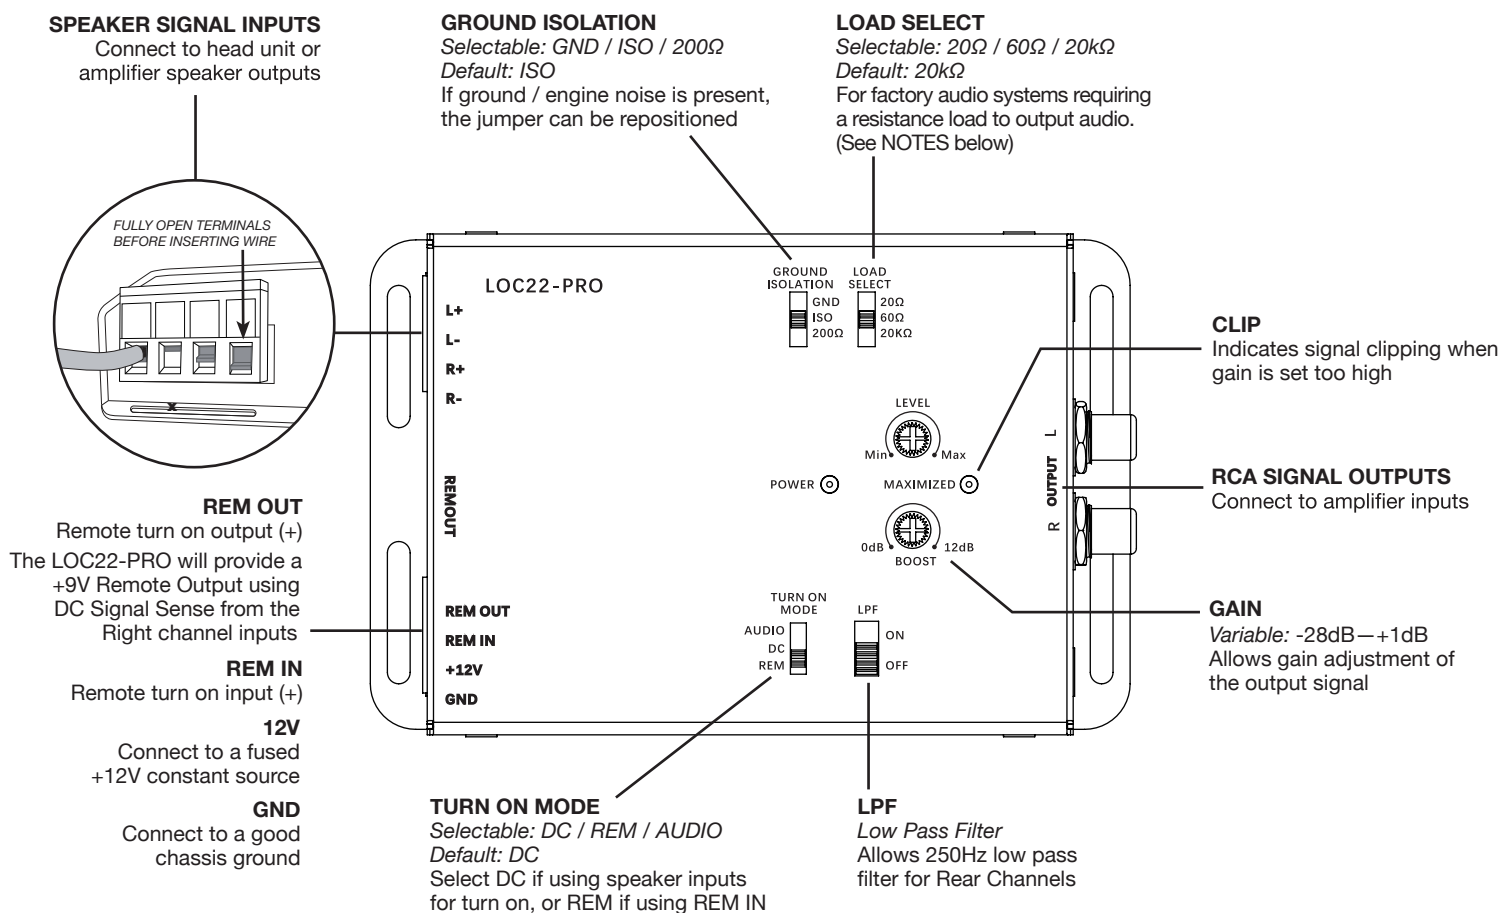 SPEAKER SIGNAL INPUTS
Connect to head unit or
amplifier speaker outputs
GROUND ISOLATION
Selectable: GND / ISO / 200Ω
Default: ISO
If ground / engine noise is present,
the jumper can be repositioned
LOAD SELECT
Selectable: 20Ω / 60Ω / 20kΩ
Default: 20kΩ
For factory audio systems requiring
a resistance load to output audio.
(See NOTES below)
FULLY OPEN TERMINALS
BEFORE INSERTING WIRE
x
LOC22-PRO
L+
L-
R+
R-
REMOUT
REM OUT
REM IN
+12V
GND
GROUND
ISOLATION
GND
ISO
200Ω
LOAD
SELECT
20Ω
60Ω
20KΩ
LEVEL
Min
Max
POWER
MAXIMIZED
0dB
12dB
BOOST
TURN ON
MODE
AUDIO
DC
REM
LPF
ON
OFF
R OUTPUT L
CLIP
Indicates signal clipping when
gain is set too high
RCA SIGNAL OUTPUTS
Connect to amplifier inputs
GAIN
Variable: -28dB—+1dB
Allows gain adjustment of
the output signal
REM OUT
Remote turn on output (+)
The LOC22-PRO will provide a
+9V Remote Output using
DC Signal Sense from the
Right channel inputs
REM IN
Remote turn on input (+)
12V
Connect to a fused
+12V constant source
GND
Connect to a good
chassis ground
TURN ON MODE
Selectable: DC / REM / AUDIO
Default: DC
Select DC if using speaker inputs
for turn on, or REM if using REM IN
LPF
Low Pass Filter
Allows 250Hz low pass
filter for Rear Channels